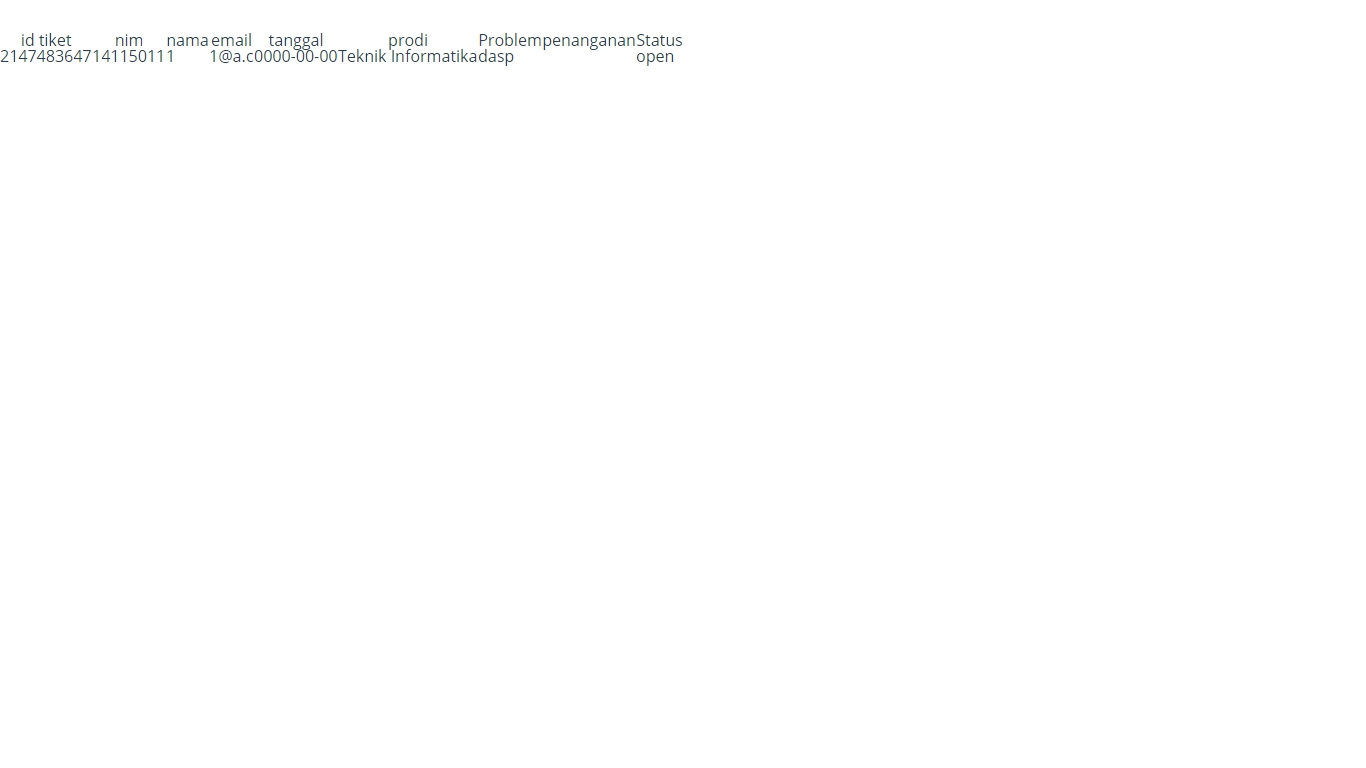 id tiket nim nama email tanggal prodi Problem penanganan Status
2147483647 141150111 1@a.c 0000-00-00 Teknik Informatika dasp open